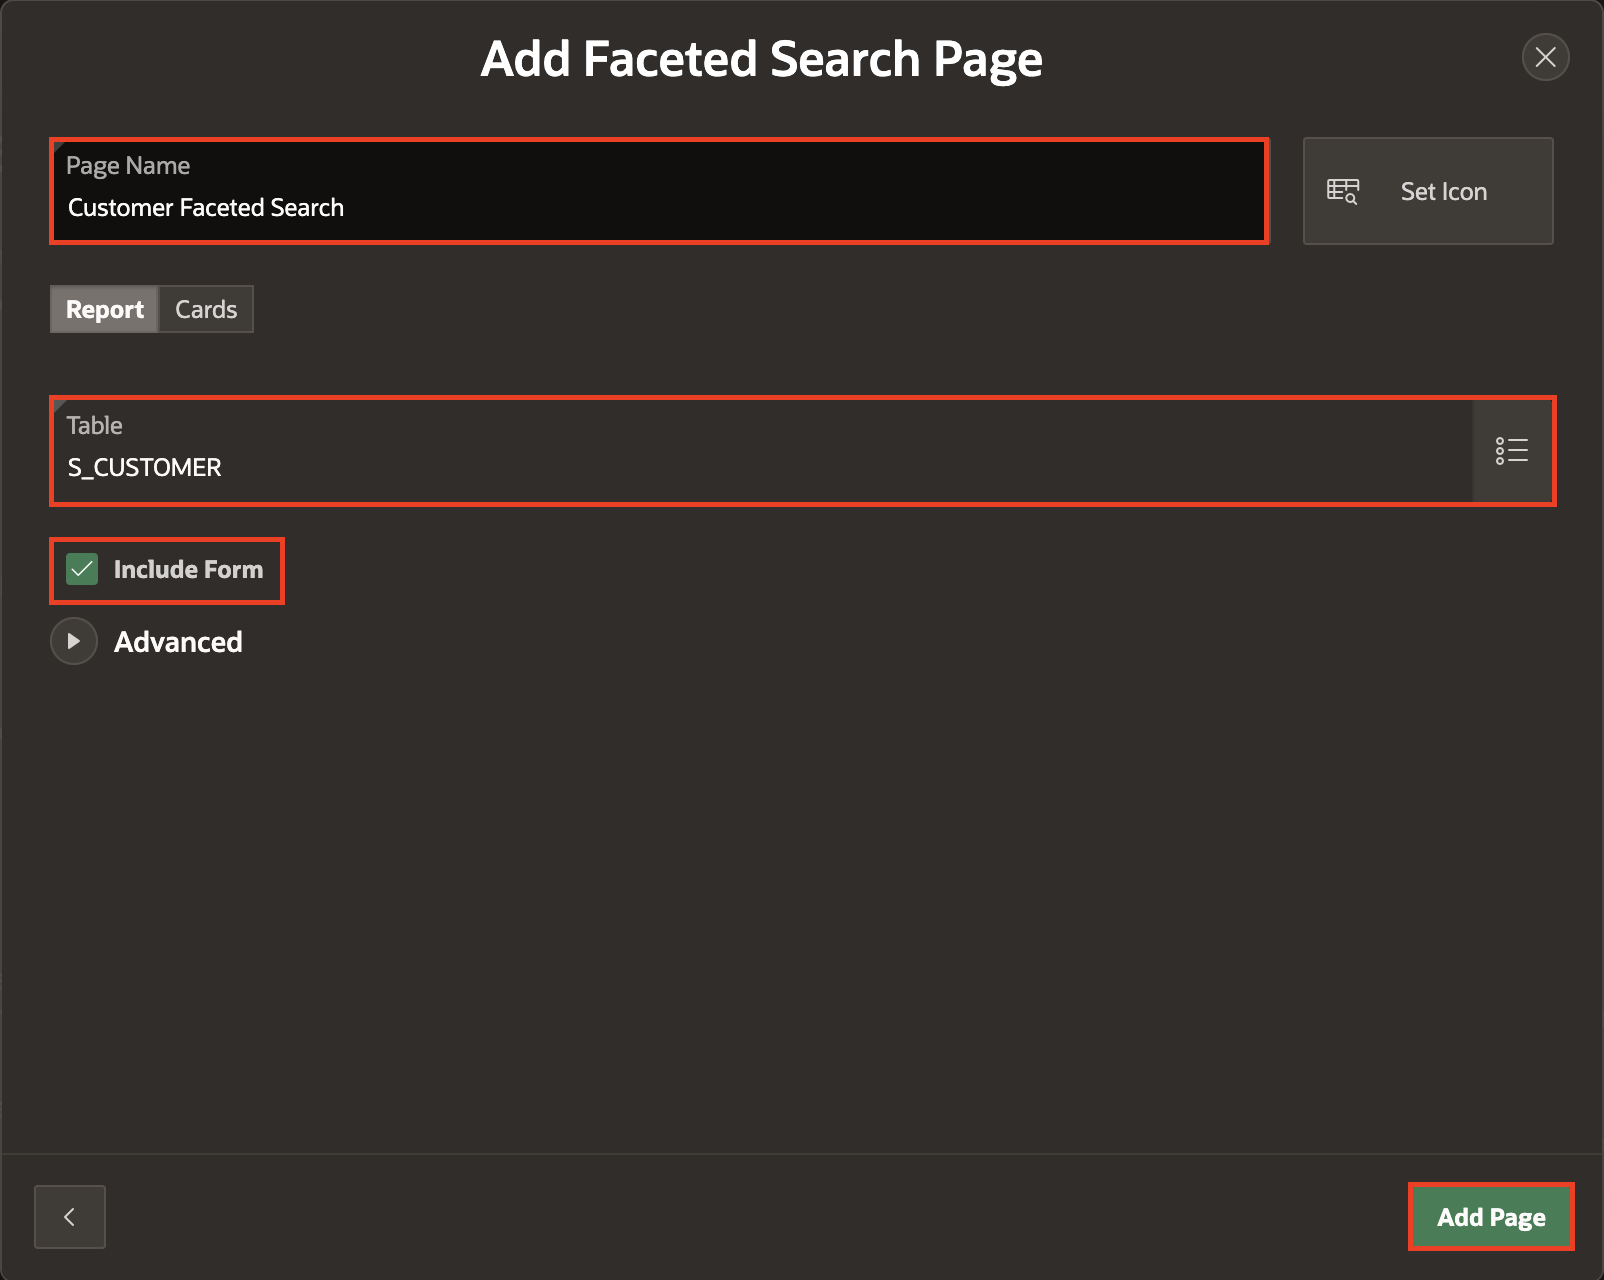 Add Faceted Search Page
Page Name
Customer Faceted Search
Set Icon
Report
Cards
Table
S_CUSTOMER
Include Form
Advanced
Add Page